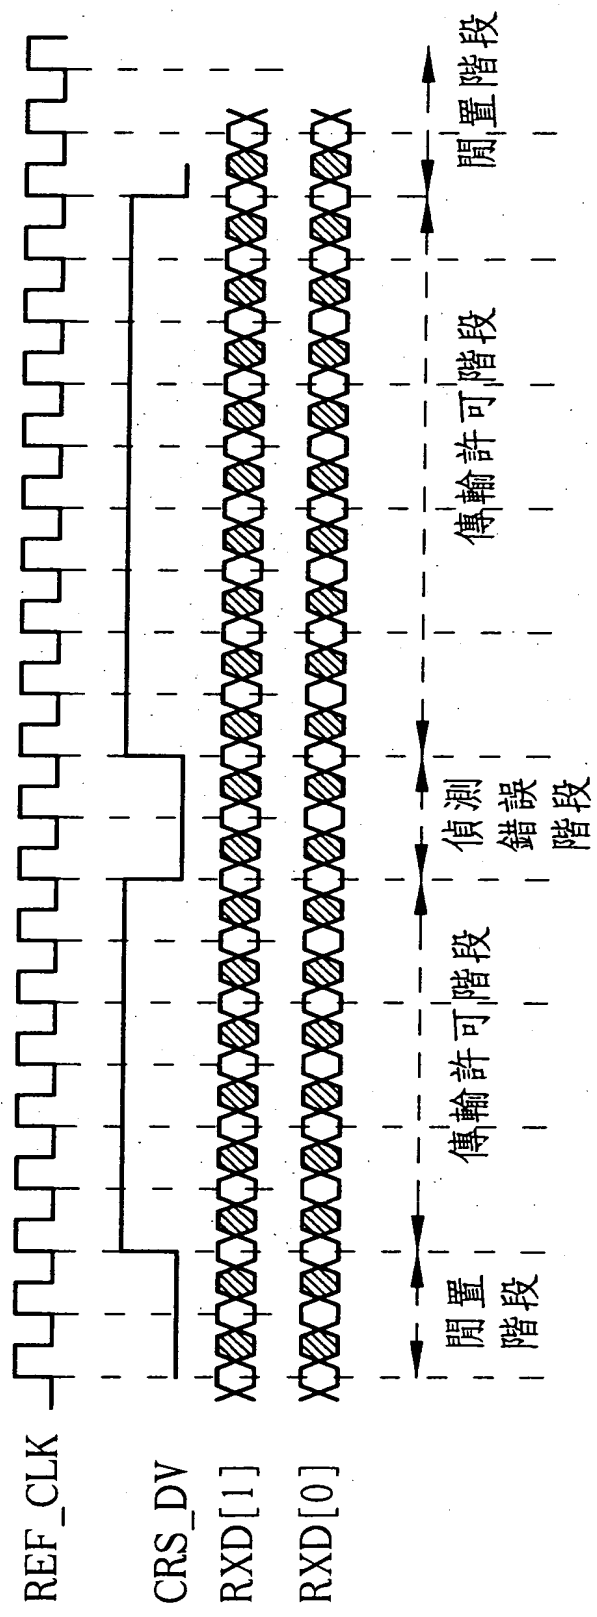 REF_CLK
CRS_DV
RXD[1]
RXD[0]
閒置
階段
傳輸許可階段
偵測
錯誤
階段
傳輸許可階段
閒置階段